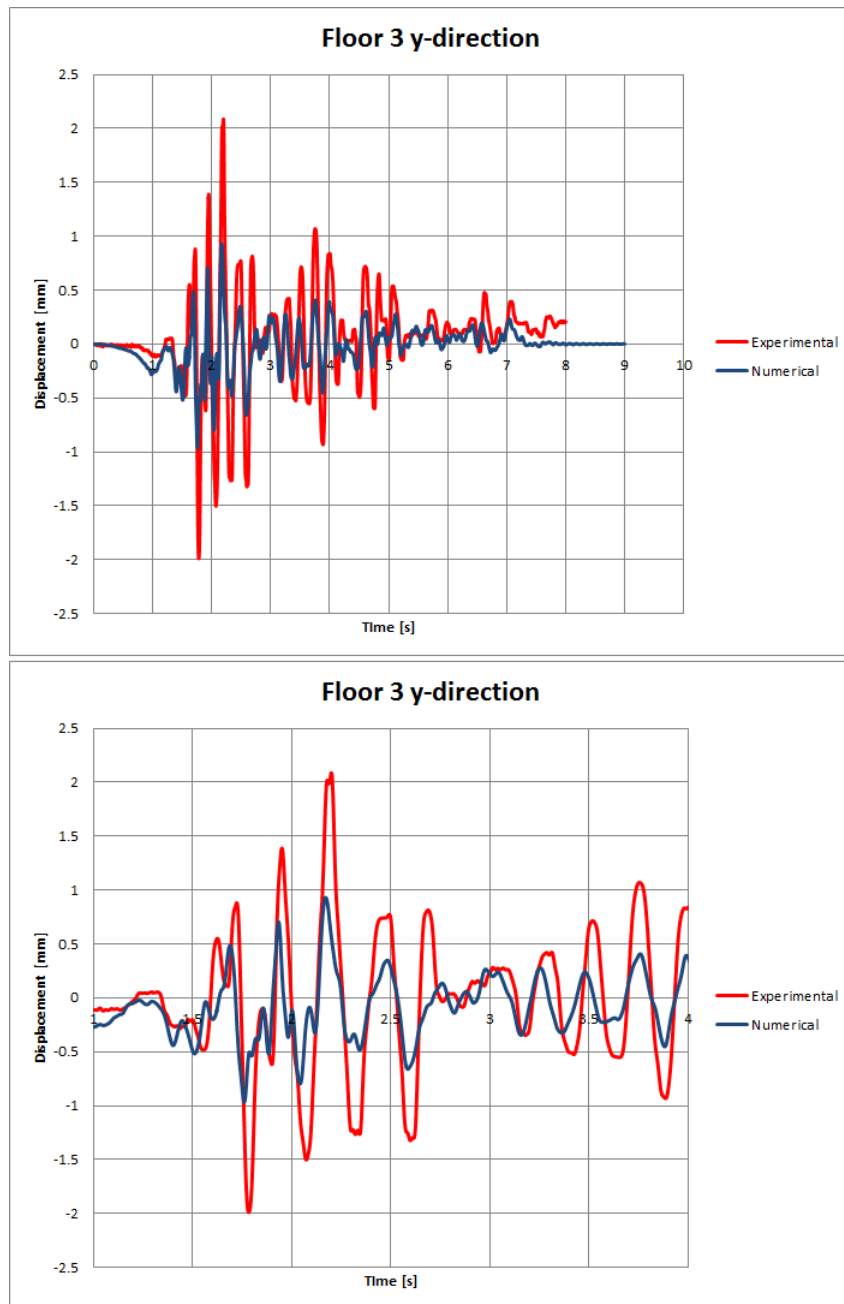 Floor 3 y-direction
2.5
2
1.5
1
0.5
0
-0.5
-1
-1.5
-2
-2.5
0 1 2 3 4 5 6 7 8 9 10
Displacement [mm]
TIme [s]
Experimental
Numerical
Floor 3 y-direction
2.5
2
1.5
1
0.5
0
-0.5
-1
-1.5
-2
-2.5
1 1.5 2 2.5 3 3.5 4
Displacement [mm]
TIme [s]
Experimental
Numerical